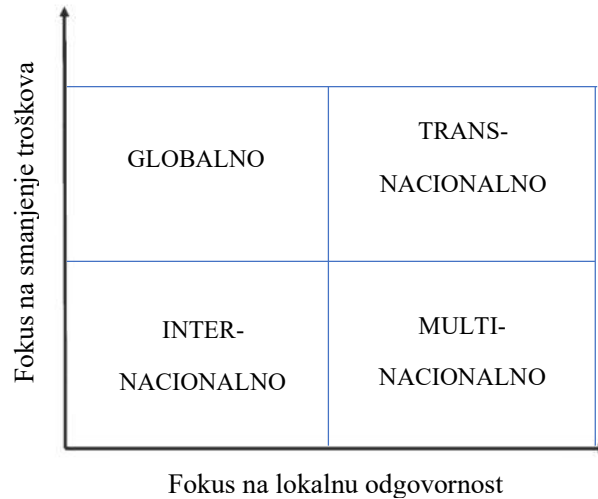 Fokus na smanjenje troškova
GLOBALNO
TRANS-
NACIONALNO
INTER-
NACIONALNO
MULTI-
NACIONALNO
Fokus na lokalnu odgovornost